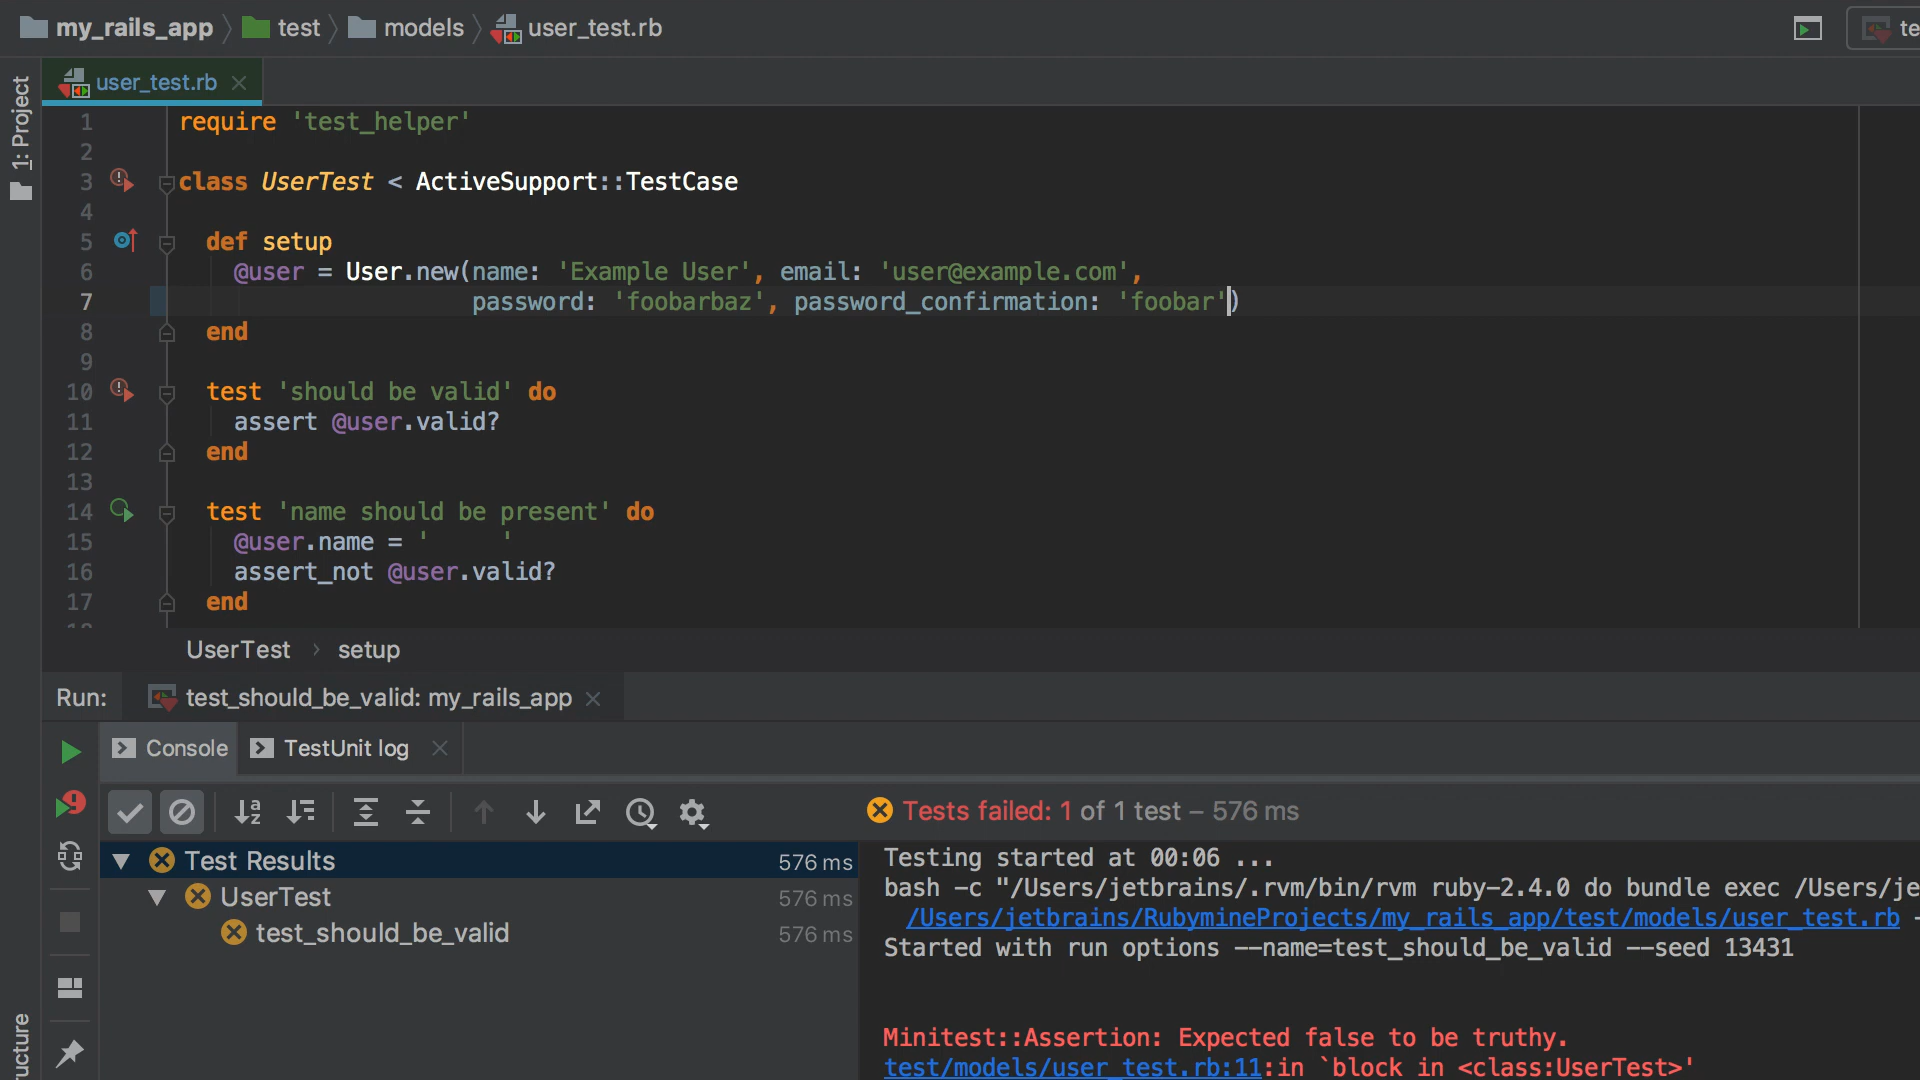 my_rails_app test models user_test.rb
te
1: Project
user_test.rb
1 require 'test_helper'
2
3 class UserTest < ActiveSupport::TestCase
4
5 def setup
6 @user = User.new(name: 'Example User', email: 'user@example.com',
7 password: 'foobarbaz', password_confirmation: 'foobar')
8 end
9
10 test 'should be valid' do
11 assert @user.valid?
12 end
13
14 test 'name should be present' do
15 @user.name = '     '
16 assert_not @user.valid?
17 end
UserTest › setup
Run: test_should_be_valid: my_rails_app
Console TestUnit log
Tests failed: 1 of 1 test – 576 ms
Test Results 576 ms
UserTest 576 ms
test_should_be_valid 576 ms
Testing started at 00:06 ...
bash -c "/Users/jetbrains/.rvm/bin/rvm ruby-2.4.0 do bundle exec /Users/je
/Users/jetbrains/RubymineProjects/my_rails_app/test/models/user_test.rb -
Started with run options --name=test_should_be_valid --seed 13431
Minitest::Assertion: Expected false to be truthy.
test/models/user_test.rb:11:in `block in <class:UserTest>'
ucture